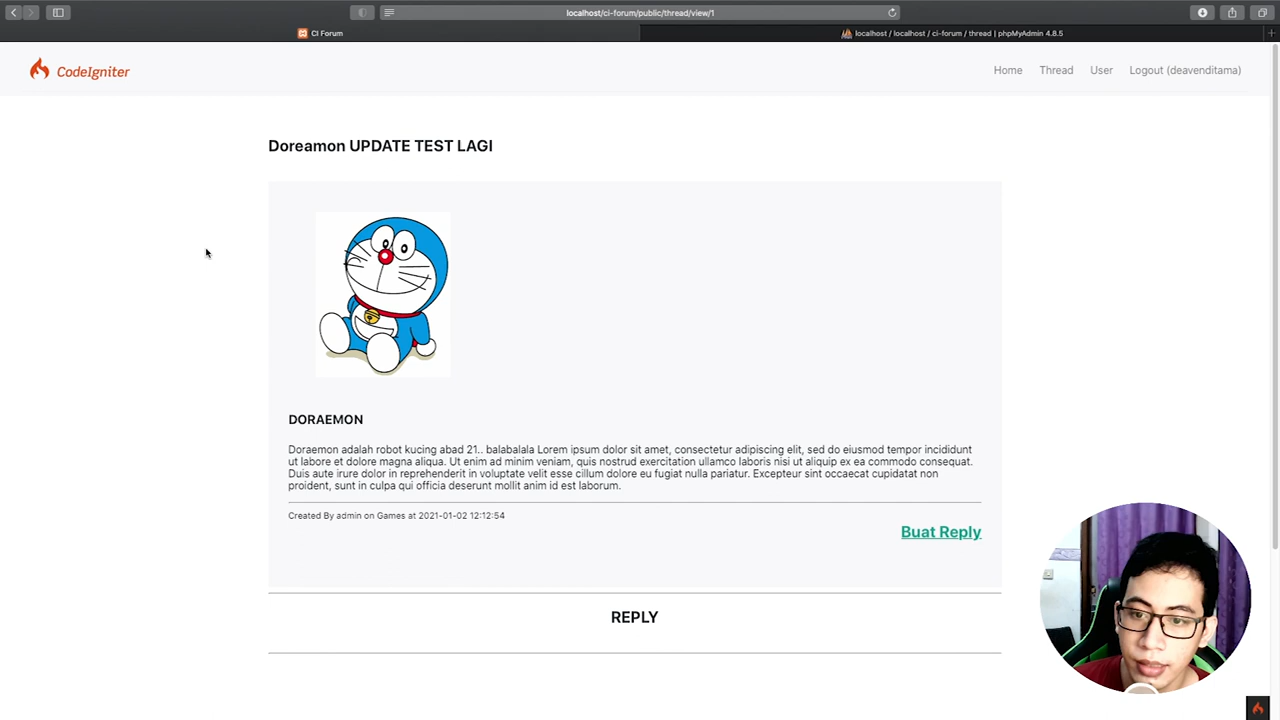 localhost/ci-forum/public/thread/view/1
CI Forum
localhost / localhost / ci-forum / thread | phpMyAdmin 4.8.5
CodeIgniter
Home Thread User Logout (deavenditama)
Doreamon UPDATE TEST LAGI
DORAEMON
Doraemon adalah robot kucing abad 21.. balabalala Lorem ipsum dolor sit amet, consectetur adipiscing elit, sed do eiusmod tempor incididunt
ut labore et dolore magna aliqua. Ut enim ad minim veniam, quis nostrud exercitation ullamco laboris nisi ut aliquip ex ea commodo consequat.
Duis aute irure dolor in reprehenderit in voluptate velit esse cillum dolore eu fugiat nulla pariatur. Excepteur sint occaecat cupidatat non
proident, sunt in culpa qui officia deserunt mollit anim id est laborum.
Created By admin on Games at 2021-01-02 12:12:54
Buat Reply
REPLY